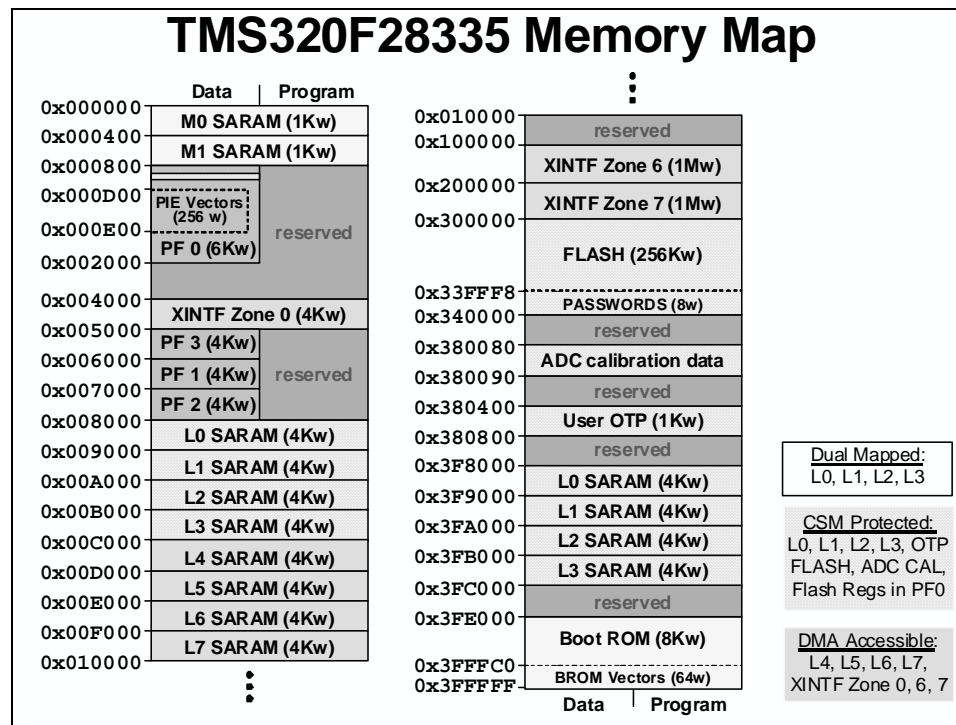 TMS320F28335 Memory Map
Data Program
0x000000
M0 SARAM (1Kw)
0x000400
M1 SARAM (1Kw)
0x000800
0x000D00
PIE Vectors
(256 w)
0x000E00
reserved
PF 0 (6Kw)
0x002000
0x004000
XINTF Zone 0 (4Kw)
0x005000
PF 3 (4Kw)
0x006000
PF 1 (4Kw)
reserved
0x007000
PF 2 (4Kw)
0x008000
L0 SARAM (4Kw)
0x009000
L1 SARAM (4Kw)
0x00A000
L2 SARAM (4Kw)
0x00B000
L3 SARAM (4Kw)
0x00C000
L4 SARAM (4Kw)
0x00D000
L5 SARAM (4Kw)
0x00E000
L6 SARAM (4Kw)
0x00F000
L7 SARAM (4Kw)
0x010000
0x010000
reserved
0x100000
XINTF Zone 6 (1Mw)
0x200000
XINTF Zone 7 (1Mw)
0x300000
FLASH (256Kw)
0x33FFF8
PASSWORDS (8w)
0x340000
reserved
0x380080
ADC calibration data
0x380090
reserved
0x380400
User OTP (1Kw)
0x380800
reserved
0x3F8000
L0 SARAM (4Kw)
0x3F9000
L1 SARAM (4Kw)
0x3FA000
L2 SARAM (4Kw)
0x3FB000
L3 SARAM (4Kw)
0x3FC000
reserved
0x3FE000
Boot ROM (8Kw)
0x3FFFC0
BROM Vectors (64w)
0x3FFFFF
Data Program
Dual Mapped:
L0, L1, L2, L3
CSM Protected:
L0, L1, L2, L3, OTP
FLASH, ADC CAL,
Flash Regs in PF0
DMA Accessible:
L4, L5, L6, L7,
XINTF Zone 0, 6, 7